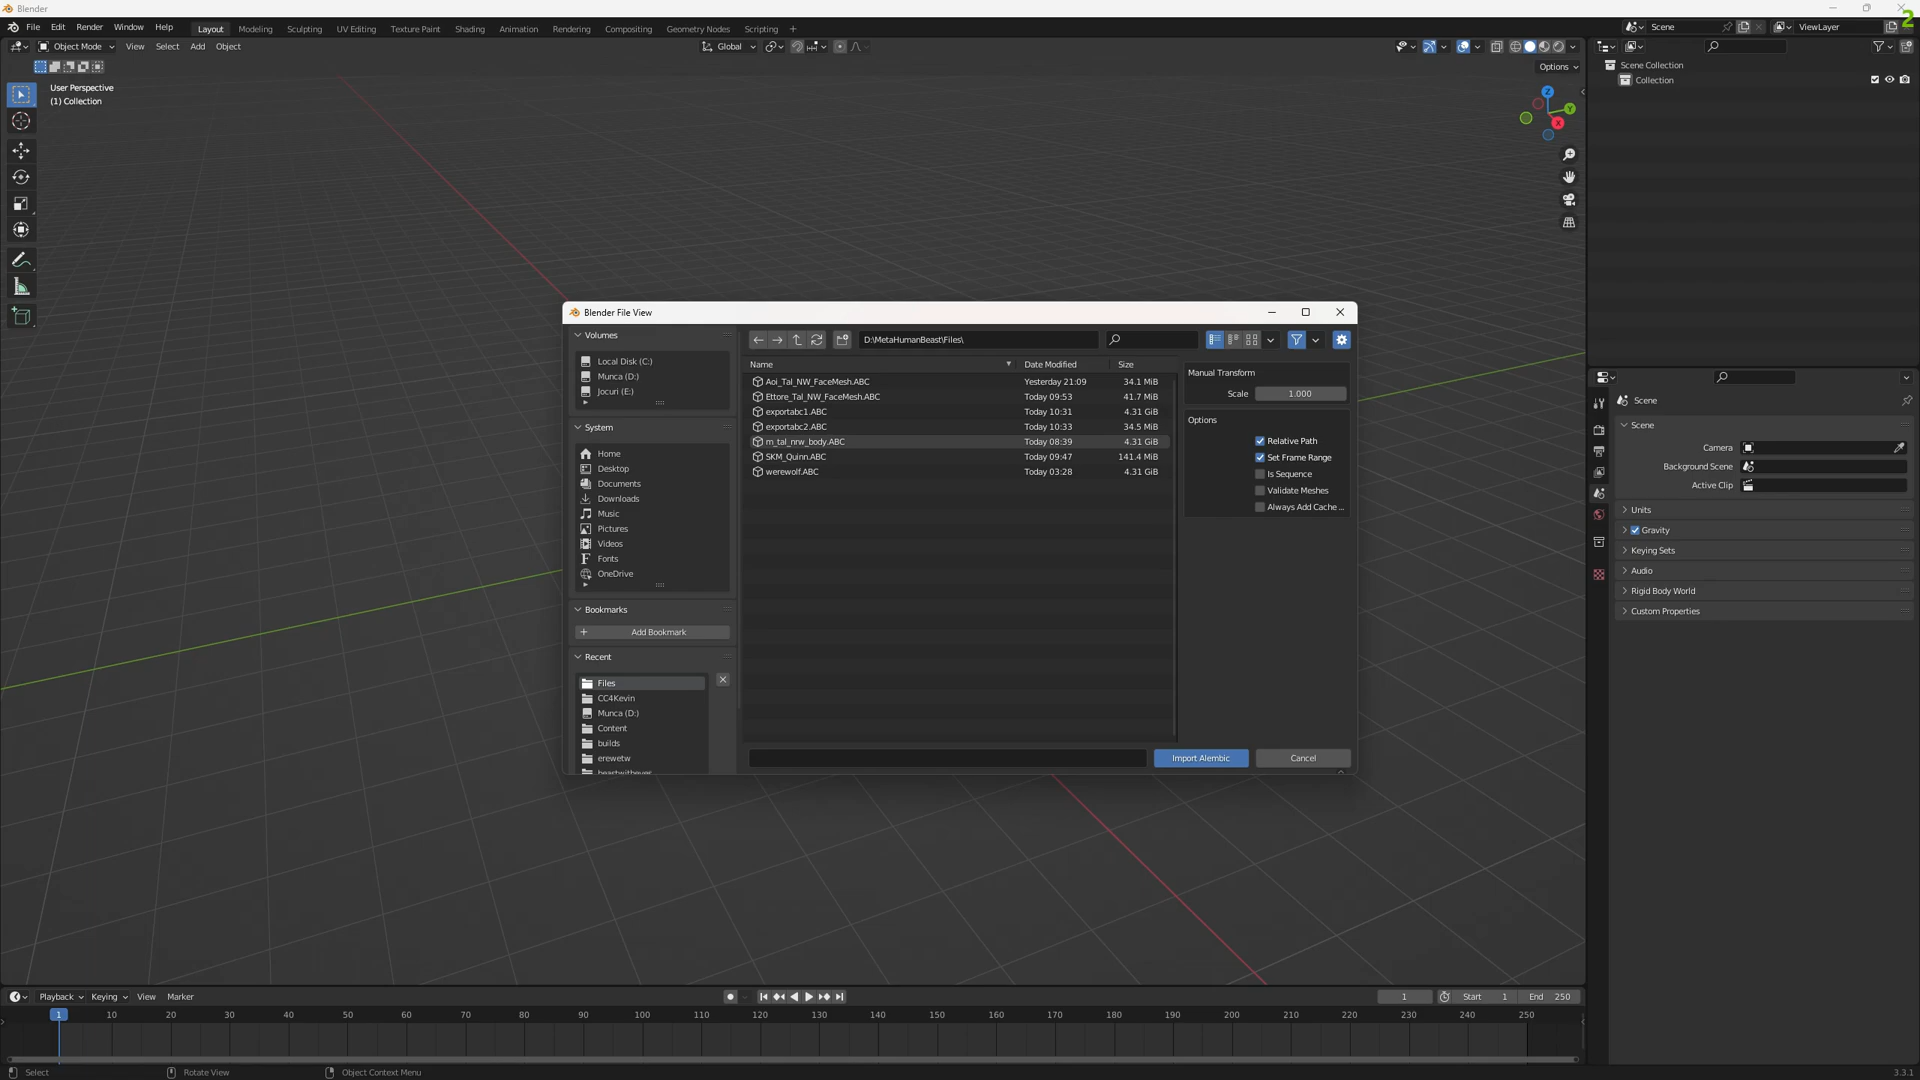 Blender
2
File Edit Render Window Help Layout Modeling Sculpting UV Editing Texture Paint Shading Animation Rendering Compositing Geometry Nodes Scripting + Scene ViewLayer
Object Mode View Select Add Object Global
Options
User Perspective
(1) Collection
Z
Y
X
Scene Collection
Collection
Blender File View
Volumes
Local Disk (C:)
Munca (D:)
Jocuri (E:)
System
Home
Desktop
Documents
Downloads
Music
Pictures
Videos
Fonts
OneDrive
Bookmarks
Add Bookmark
Recent
Files
CC4Kevin
Munca (D:)
Content
builds
erewetw
D:\MetaHumanBeast\Files\
Name Date Modified Size
Aoi_Tal_NW_FaceMesh.ABC Yesterday 21:09 34.1 MiB
Ettore_Tal_NW_FaceMesh.ABC Today 09:53 41.7 MiB
exportabc1.ABC Today 10:31 4.31 GiB
exportabc2.ABC Today 10:33 34.5 MiB
m_tal_nrw_body.ABC Today 08:39 4.31 GiB
SKM_Quinn.ABC Today 09:47 141.4 MiB
werewolf.ABC Today 03:28 4.31 GiB
Manual Transform
Scale 1.000
Options
Relative Path
Set Frame Range
Is Sequence
Validate Meshes
Always Add Cache ...
Import Alembic Cancel
Scene
Scene
Camera
Background Scene
Active Clip
Units
Gravity
Keying Sets
Audio
Rigid Body World
Custom Properties
Playback Keying View Marker 1 Start 1 End 250
1 10 20 30 40 50 60 70 80 90 100 110 120 130 140 150 160 170 180 190 200 210 220 230 240 250
Select Rotate View Object Context Menu 3.3.1